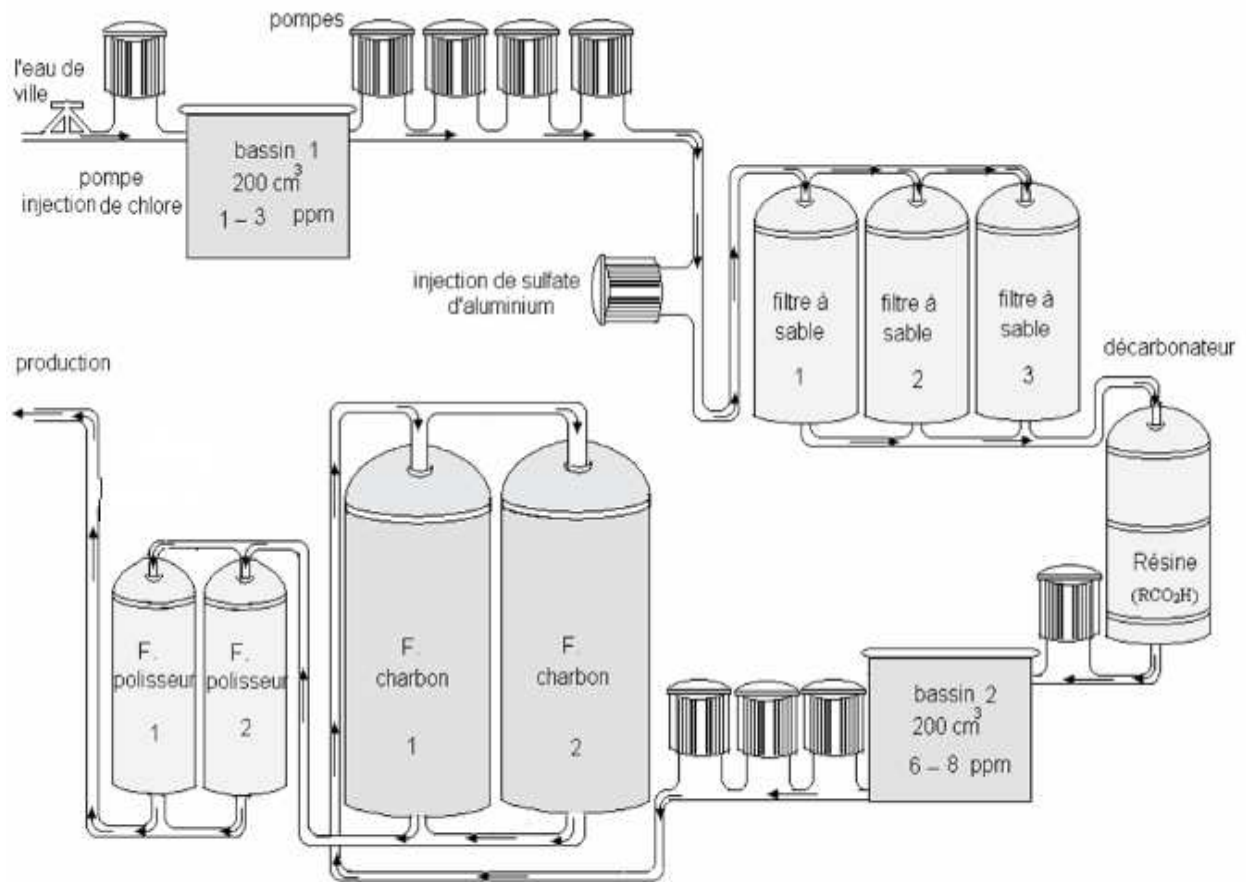 pompes
l'eau de
ville
bassin 1
200 cm³
1 – 3 ppm
pompe
injection de chlore
injection de sulfate
d'aluminium
filtre à
sable
1
filtre à
sable
2
filtre à
sable
3
décarbonateur
Résine
(RCO₂H)
bassin 2
200 cm³
6 – 8 ppm
F.
charbon
1
F.
charbon
2
F.
polisseur
1
F.
polisseur
2
production